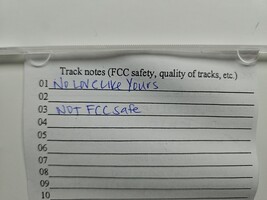 Track notes (FCC safety, quality of tracks, etc.)
01 No Love Like Yours
02
03 NOT FCC Safe
04
05
06
07
08
09
10